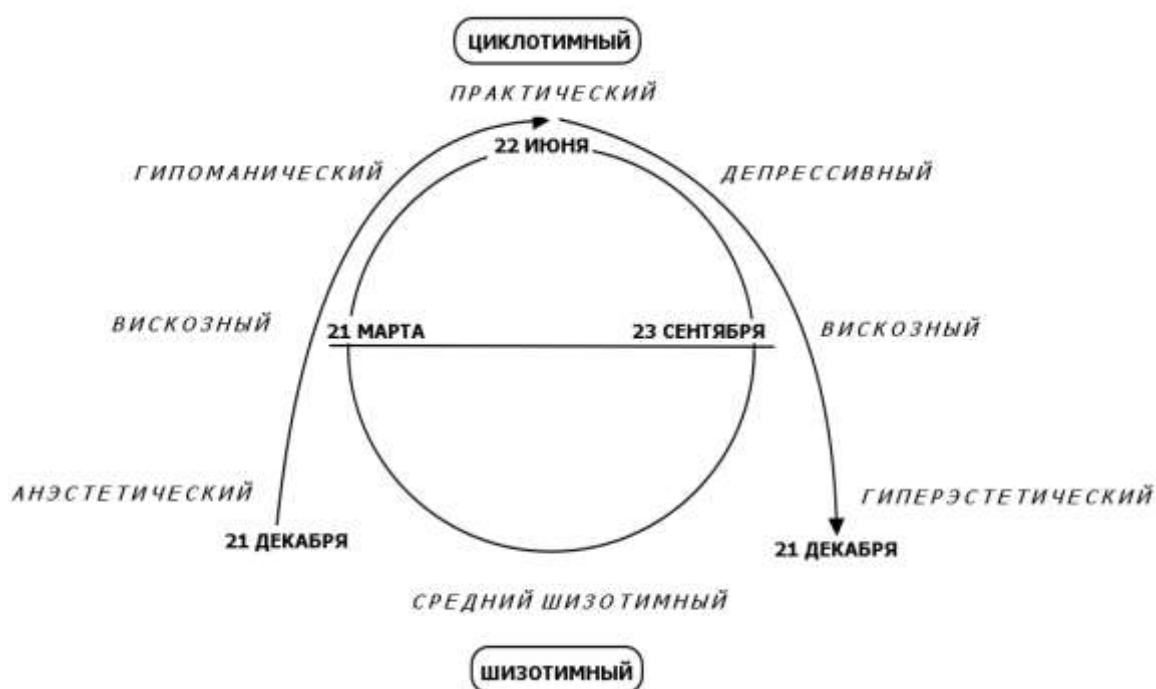 ЦИКЛОТИМНЫЙ
ПРАКТИЧЕСКИЙ
22 ИЮНЯ
ГИПОМАНИЧЕСКИЙ
ДЕПРЕССИВНЫЙ
ВИСКОЗНЫЙ
21 МАРТА
23 СЕНТЯБРЯ
ВИСКОЗНЫЙ
АНЭСТЕТИЧЕСКИЙ
ГИПЕРЭСТЕТИЧЕСКИЙ
21 ДЕКАБРЯ
21 ДЕКАБРЯ
СРЕДНИЙ ШИЗОТИМНЫЙ
ШИЗОТИМНЫЙ